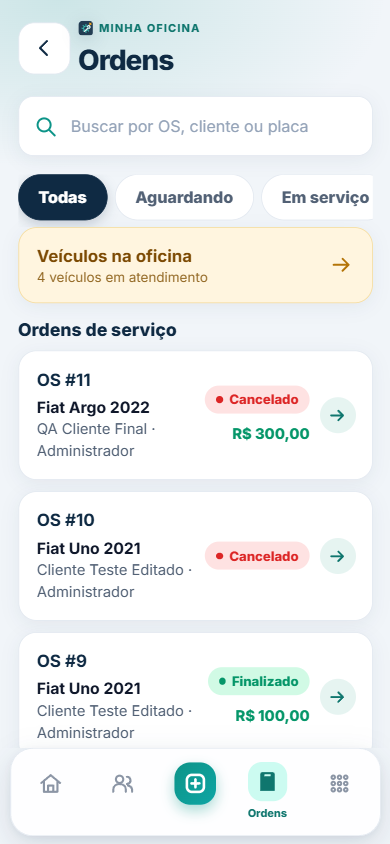 MINHA OFICINA
Ordens
Buscar por OS, cliente ou placa
Todas
Aguardando
Em serviço
Veículos na oficina
4 veículos em atendimento
Ordens de serviço
OS #11
Fiat Argo 2022
QA Cliente Final ·
Administrador
Cancelado
R$ 300,00
OS #10
Fiat Uno 2021
Cliente Teste Editado ·
Administrador
Cancelado
OS #9
Fiat Uno 2021
Cliente Teste Editado ·
Administrador
Finalizado
R$ 100,00
Ordens